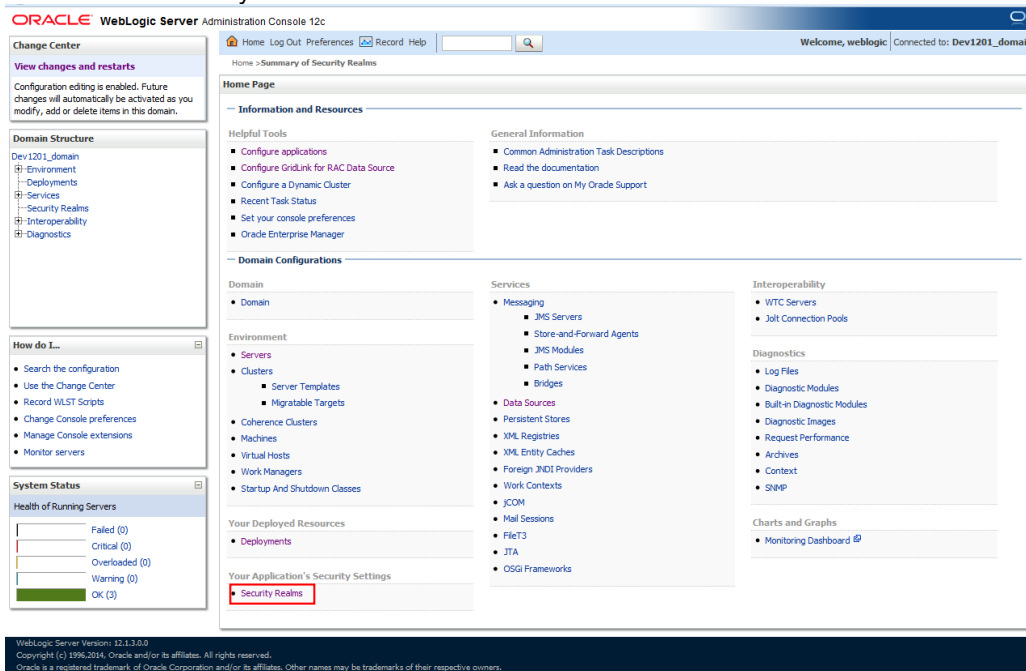 ORACLE WebLogic Server Administration Console 12c
Change Center
View changes and restarts
Configuration editing is enabled. Future
changes will automatically be activated as you
modify, add or delete items in this domain.
Domain Structure
Dev1201_domain
Environment
Deployments
Services
Security Realms
Interoperability
Diagnostics
How do I...
Search the configuration
Use the Change Center
Record WLST Scripts
Change Console preferences
Manage Console extensions
Monitor servers
System Status
Health of Running Servers
Failed (0)
Critical (0)
Overloaded (0)
Warning (0)
OK (3)
Home Log Out Preferences Record Help
Welcome, weblogic Connected to: Dev1201_domai
Home >Summary of Security Realms
Home Page
Information and Resources
Helpful Tools
Configure applications
Configure GridLink for RAC Data Source
Configure a Dynamic Cluster
Recent Task Status
Set your console preferences
Oracle Enterprise Manager
General Information
Common Administration Task Descriptions
Read the documentation
Ask a question on My Oracle Support
Domain Configurations
Domain
Domain
Environment
Servers
Clusters
Server Templates
Migratable Targets
Coherence Clusters
Machines
Virtual Hosts
Work Managers
Startup And Shutdown Classes
Your Deployed Resources
Deployments
Your Application's Security Settings
Security Realms
Services
Messaging
JMS Servers
Store-and-Forward Agents
JMS Modules
Path Services
Bridges
Data Sources
Persistent Stores
XML Registries
XML Entity Caches
Foreign JNDI Providers
Work Contexts
jCOM
Mail Sessions
FileT3
JTA
OSGi Frameworks
Interoperability
WTC Servers
Jolt Connection Pools
Diagnostics
Log Files
Diagnostic Modules
Built-in Diagnostic Modules
Diagnostic Images
Request Performance
Archives
Context
SNMP
Charts and Graphs
Monitoring Dashboard
WebLogic Server Version: 12.1.3.0.0
Copyright (c) 1996,2014, Oracle and/or its affiliates. All rights reserved.
Oracle is a registered trademark of Oracle Corporation and/or its affiliates. Other names may be trademarks of their respective owners.